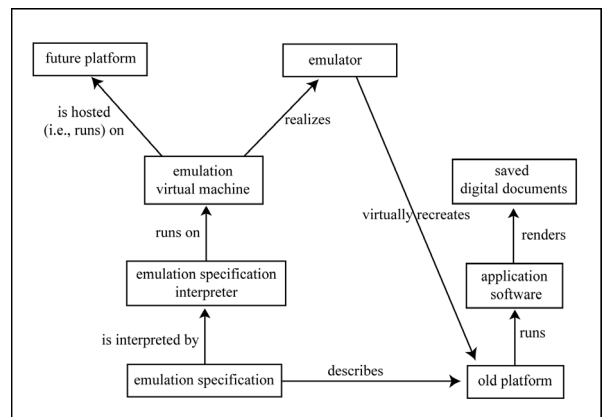 future platform
emulator
is hosted
(i.e., runs) on
realizes
emulation
virtual machine
saved
digital documents
virtually recreates
runs on
renders
emulation specification
interpreter
application
software
is interpreted by
runs
describes
emulation specification
old platform